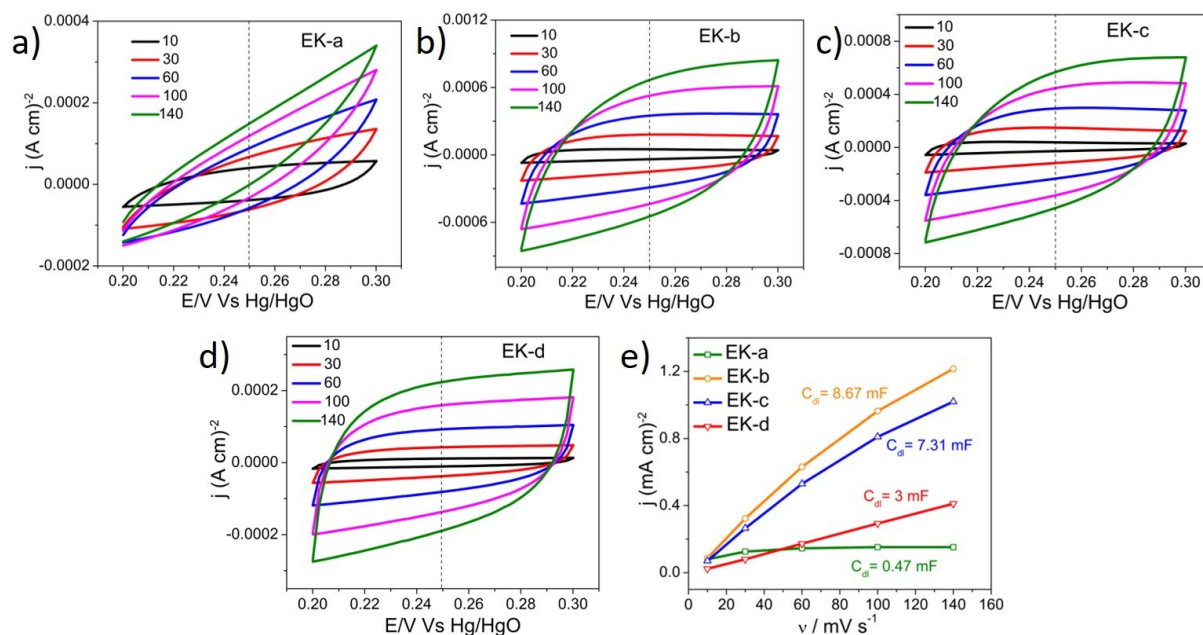 a)
0.0004
0.0002
0.0000
-0.0002
j (A cm)⁻²
10
30
60
100
140
EK-a
0.20 0.22 0.24 0.26 0.28 0.30
E/V Vs Hg/HgO
b)
0.0012
0.0006
0.0000
-0.0006
j (A cm)⁻²
10
30
60
100
140
EK-b
0.20 0.22 0.24 0.26 0.28 0.30
E/V Vs Hg/HgO
c)
0.0008
0.0004
0.0000
-0.0004
-0.0008
j (A cm)⁻²
10
30
60
100
140
EK-c
0.20 0.22 0.24 0.26 0.28 0.30
E/V Vs Hg/HgO
d)
0.0002
0.0000
-0.0002
j (A cm)⁻²
10
30
60
100
140
EK-d
0.20 0.22 0.24 0.26 0.28 0.30
E/V Vs Hg/HgO
e)
1.2
0.8
0.4
0.0
j (mA cm)⁻²
EK-a
EK-b
EK-c
EK-d
C_dl= 8.67 mF
C_dl= 7.31 mF
C_dl= 3 mF
C_dl= 0.47 mF
0 20 40 60 80 100 120 140 160
ν / mV s⁻¹